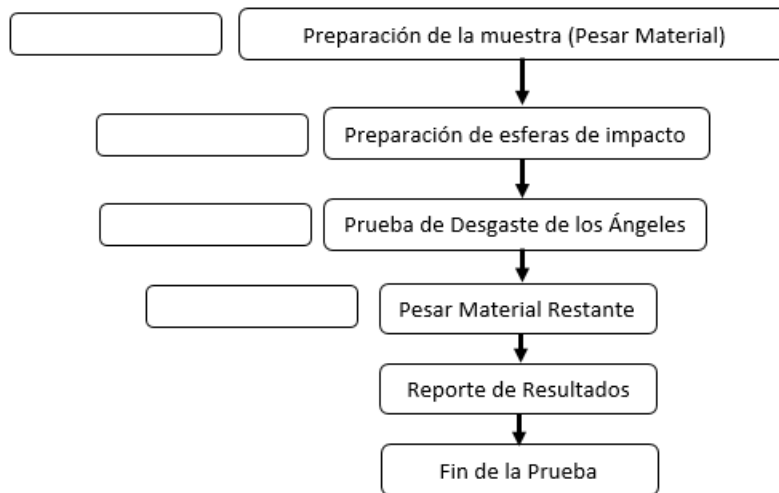 Preparación de la muestra (Pesar Material)
Preparación de esferas de impacto
Prueba de Desgaste de los Ángeles
Pesar Material Restante
Reporte de Resultados
Fin de la Prueba